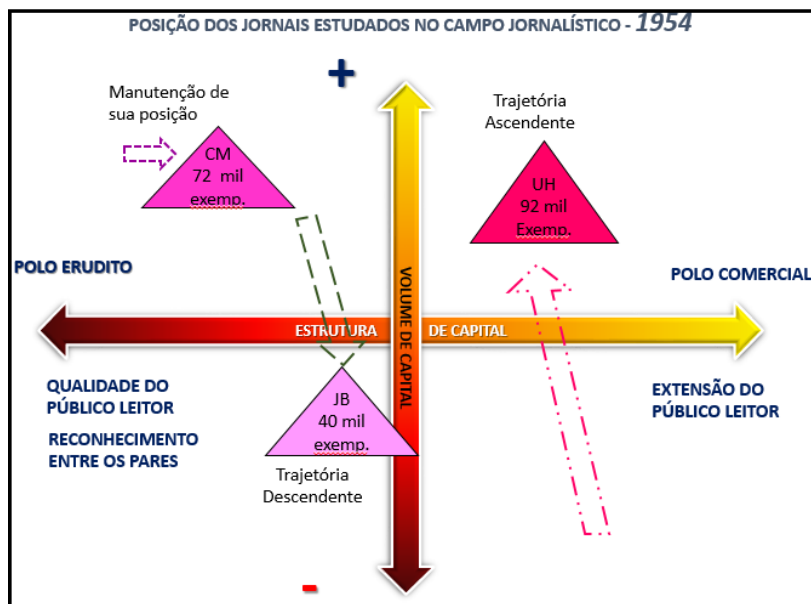 POSIÇÃO DOS JORNAIS ESTUDADOS NO CAMPO JORNALÍSTICO - 1954
+
Manutenção de
sua posição
Trajetória
Ascendente
CM
72 mil
exemp.
UH
92 mil
Exemp.
POLO ERUDITO
POLO COMERCIAL
VOLUME DE CAPITAL
ESTRUTURA DE CAPITAL
QUALIDADE DO
PÚBLICO LEITOR
RECONHECIMENTO
ENTRE OS PARES
EXTENSÃO DO
PÚBLICO LEITOR
JB
40 mil
exemp.
Trajetória
Descendente
-